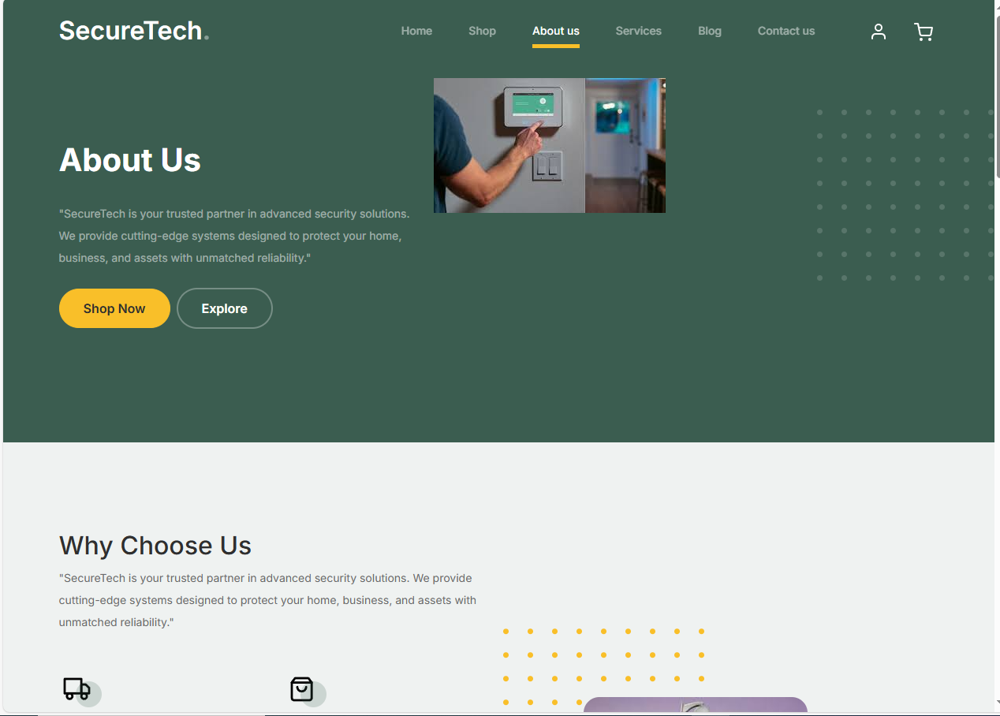 SecureTech.
Home Shop About us Services Blog Contact us
About Us
"SecureTech is your trusted partner in advanced security solutions.
We provide cutting-edge systems designed to protect your home,
business, and assets with unmatched reliability."
Shop Now Explore
Why Choose Us
"SecureTech is your trusted partner in advanced security solutions. We provide
cutting-edge systems designed to protect your home, business, and assets with
unmatched reliability."